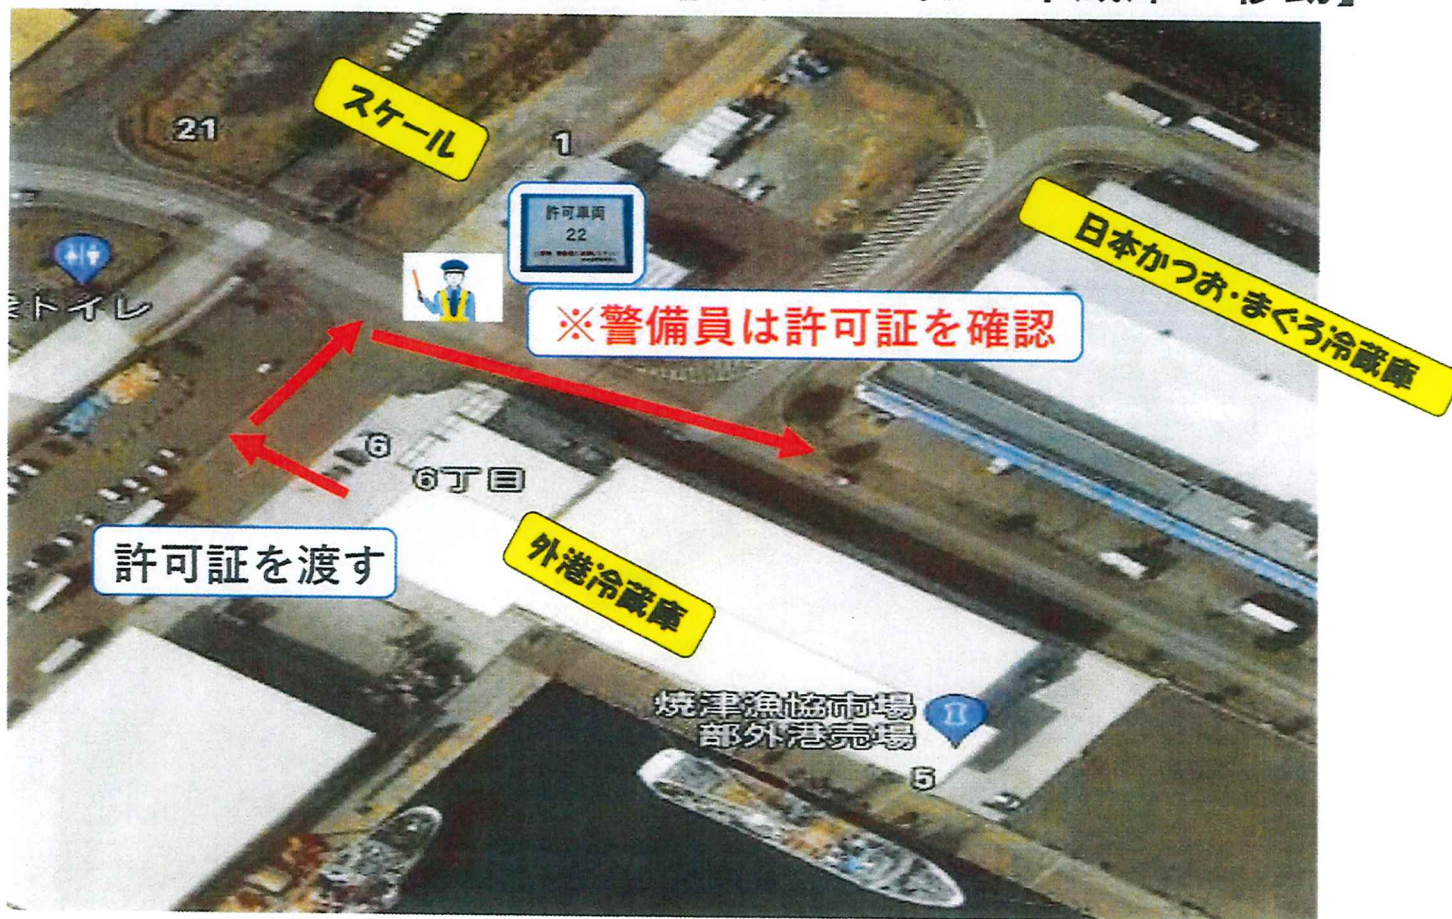 移動】
スケール
21
1
許可車両
22
日本かつお・まぐろ冷蔵庫
トイレ
※警備員は許可証を確認
6
6丁目
許可証を渡す
外港冷蔵庫
焼津漁協市場
部外港売場
5